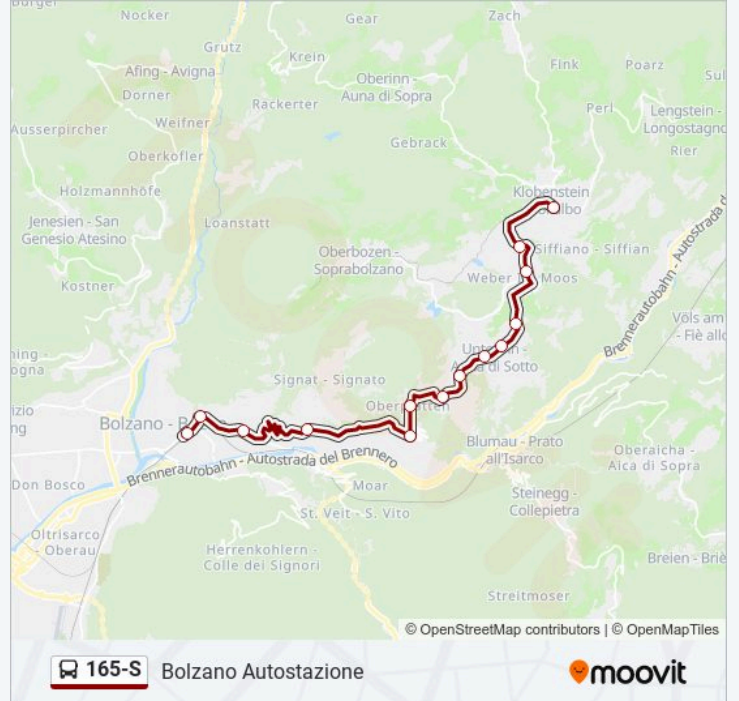 Nocker
Gear
Zach
Grutz
Krein
Afing - Avigna
Oberinn -
Auna di Sopra
Fink
Poarz
Dorner
Rackerter
Weifner
Perl
Lengstein -
Longostagno
Ausserpircher
Oberkofler
Gebrack
Rier
Holzmannhöfe
Klobenstein
Jenesien - San
Genesio Atesino
Loanstatt
Oberbozen -
Soprabolzano
Siffiano - Siffian
Weber
Moos
Kostner
Brennerautobahn - Autostrada d
Völs am
- Fiè allo
Signat - Signato
di Sotto
Bolzano - B
Blumau - Prato
all'Isarco
Oberaicha -
Aica di Sopra
Brennerautobahn - Autostrada del Brennero
Don Bosco
Moar
Steinegg -
Collepietra
St. Veit - S. Vito
Oltrisarco
- Oberau
Herrenkohlern -
Colle dei Signori
Breien - Briè
Streitmoser
© OpenStreetMap contributors | © OpenMapTiles
165-S Bolzano Autostazione
moovit